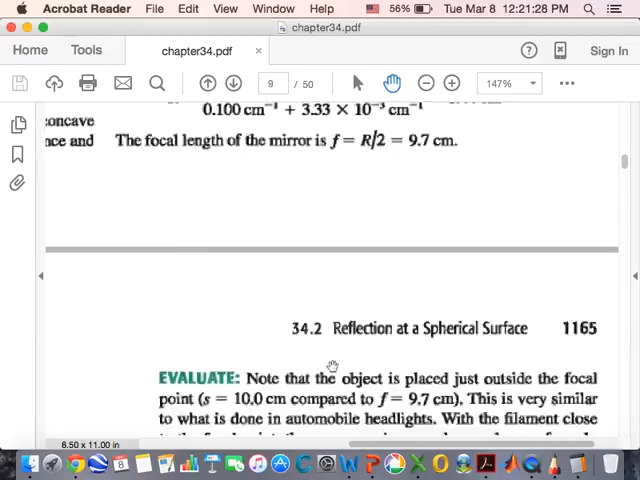 Acrobat Reader File Edit View Window Help 56% Tue Mar 8 12:21:28 PM
chapter34.pdf
Home Tools chapter34.pdf × Sign In
9 / 50 147%
0.100 cm⁻¹ + 3.33 × 10⁻³ cm⁻¹
concave
nce and The focal length of the mirror is f = R/2 = 9.7 cm.
34.2 Reflection at a Spherical Surface 1165
EVALUATE: Note that the object is placed just outside the focal
point (s = 10.0 cm compared to f = 9.7 cm). This is very similar
to what is done in automobile headlights. With the filament close
8.50 x 11.00 in